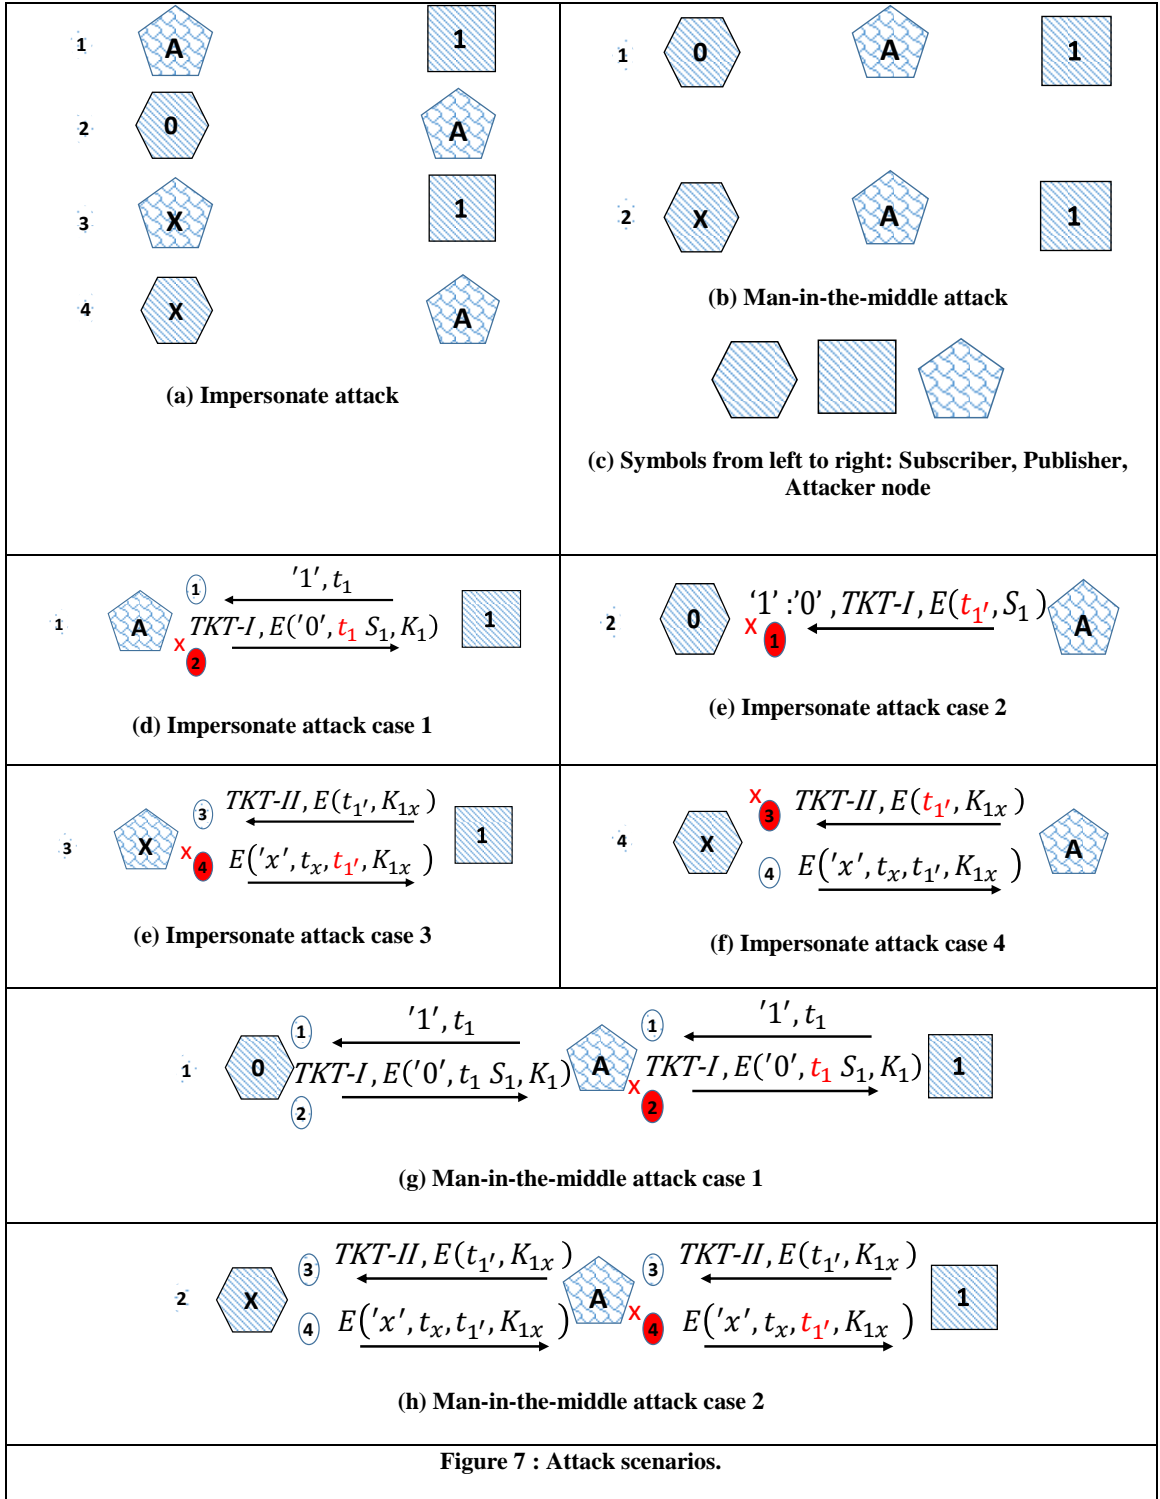 1 A 1
2 0 A
3 X 1
4 X A
(a) Impersonate attack
1 0 A 1
2 X A 1
(b) Man-in-the-middle attack
(c) Symbols from left to right: Subscriber, Publisher,
Attacker node
1 A 1
1 '1', t₁
x 2 TKT-I, E('0', t₁ S₁, K₁)
(d) Impersonate attack case 1
2 0 A
x 1 '1' :'0' , TKT-I, E(t₁′, S₁)
(e) Impersonate attack case 2
3 X 1
3 TKT-II, E(t₁′, K₁ₓ)
x 4 E('x', tₓ, t₁′, K₁ₓ )
(e) Impersonate attack case 3
4 X A
x 3 TKT-II, E(t₁′, K₁ₓ)
4 E('x', tₓ, t₁′, K₁ₓ )
(f) Impersonate attack case 4
1 '1', t₁ 1 '1', t₁
1 0 A 1
2 TKT-I, E('0', t₁ S₁, K₁) x 2 TKT-I, E('0', t₁ S₁, K₁)
(g) Man-in-the-middle attack case 1
3 TKT-II, E(t₁′, K₁ₓ) 3 TKT-II, E(t₁′, K₁ₓ)
2 X A 1
4 E('x', tₓ, t₁′, K₁ₓ ) x 4 E('x', tₓ, t₁′, K₁ₓ )
(h) Man-in-the-middle attack case 2
Figure 7 : Attack scenarios.